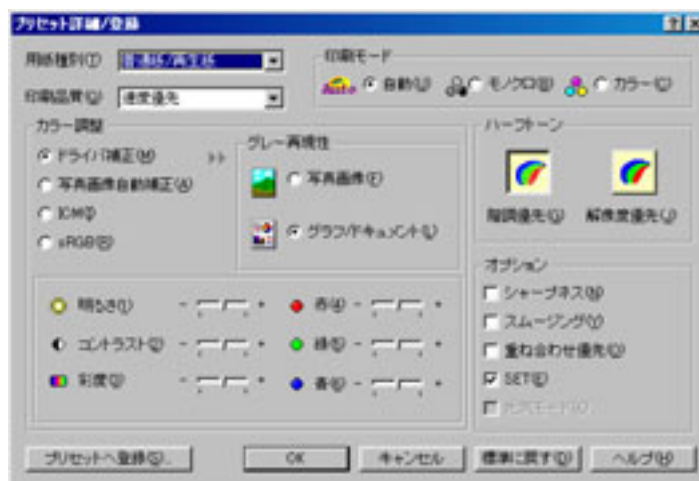 プリセット詳細/登録
用紙種別(T) 普通紙/再生紙
印刷品質(Q) 速度優先
印刷モード
Auto 自動(U) モノクロ(B) カラー(C)
カラー調整
ドライバ補正(M)
写真画像自動補正(A)
ICM(I)
sRGB(R)
グレー再現性
写真画像(F)
グラフ/ドキュメント(L)
ハーフトーン
階調優先(G) 解像度優先(J)
明るさ(1) - + 赤(4) - +
コントラスト(2) - + 緑(5) - +
彩度(3) - + 青(6) - +
オプション
シャープネス(N)
スムージング(Y)
重ね合わせ優先(O)
SET(E)
プリセットへ登録(S)... OK キャンセル 標準に戻す(D) ヘルプ(H)